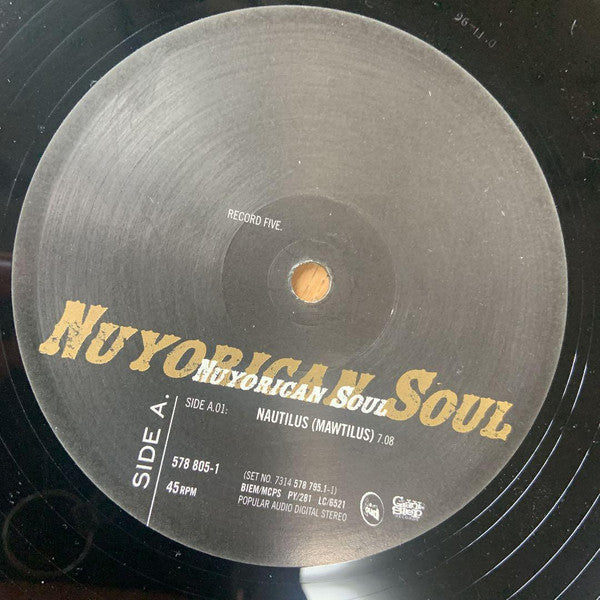 RECORD FIVE.
NUYORICAN SOUL
NUYORICAN SOUL
SIDE A.
SIDE A.01: NAUTILUS (MAWTILUS) 7.08
578 805-1
45RPM
(SET NO. 7314 578 795.1-1)
BIEM/MCPS PY/281 LC/6521
POPULAR AUDIO DIGITAL STEREO